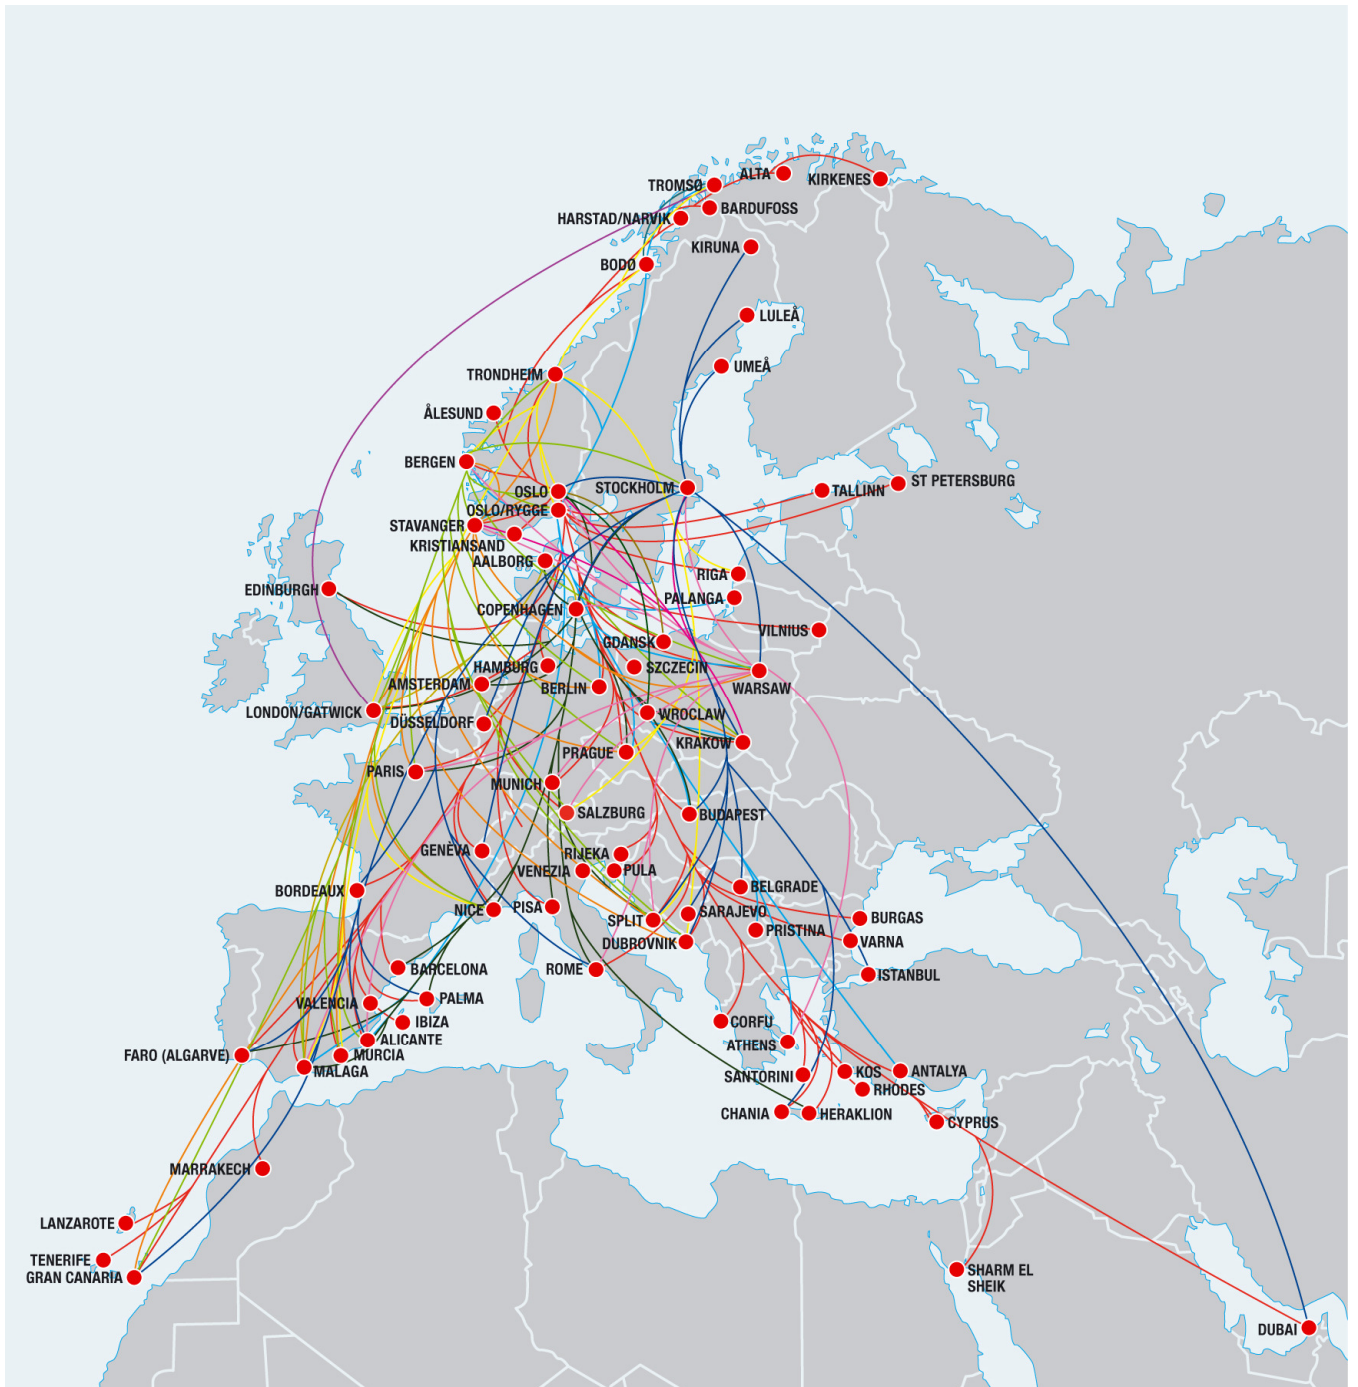 TROMSØ
ALTA
KIRKENES
HARSTAD/NARVIK
BARDUFOSS
KIRUNA
BODØ
LULEÅ
UMEÅ
TRONDHEIM
ÅLESUND
BERGEN
OSLO
STOCKHOLM
TALLINN
ST PETERSBURG
OSLO/RYGGE
STAVANGER
KRISTIANSAND
AALBORG
RIGA
EDINBURGH
PALANGA
COPENHAGEN
VILNIUS
GDANSK
HAMBURG
SZCZECIN
AMSTERDAM
BERLIN
WARSAW
LONDON/GATWICK
DÜSSELDORF
WROCLAW
KRAKOW
PRAGUE
PARIS
MUNICH
SALZBURG
BUDAPEST
GENÈVA
RIJEKA
VENEZIA
PULA
BORDEAUX
BELGRADE
NICE
PISA
SPLIT
SARAJEVO
BURGAS
PRISTINA
DUBROVNIK
VARNA
BARCELONA
ROME
ISTANBUL
VALENCIA
PALMA
IBIZA
CORFU
ALICANTE
ATHENS
FARO (ALGARVE)
MURCIA
MALAGA
SANTORINI
KOS
ANTALYA
RHODES
CHANIA
HERAKLION
CYPRUS
MARRAKECH
LANZAROTE
TENERIFE
GRAN CANARIA
SHARM EL
SHEIK
DUBAI